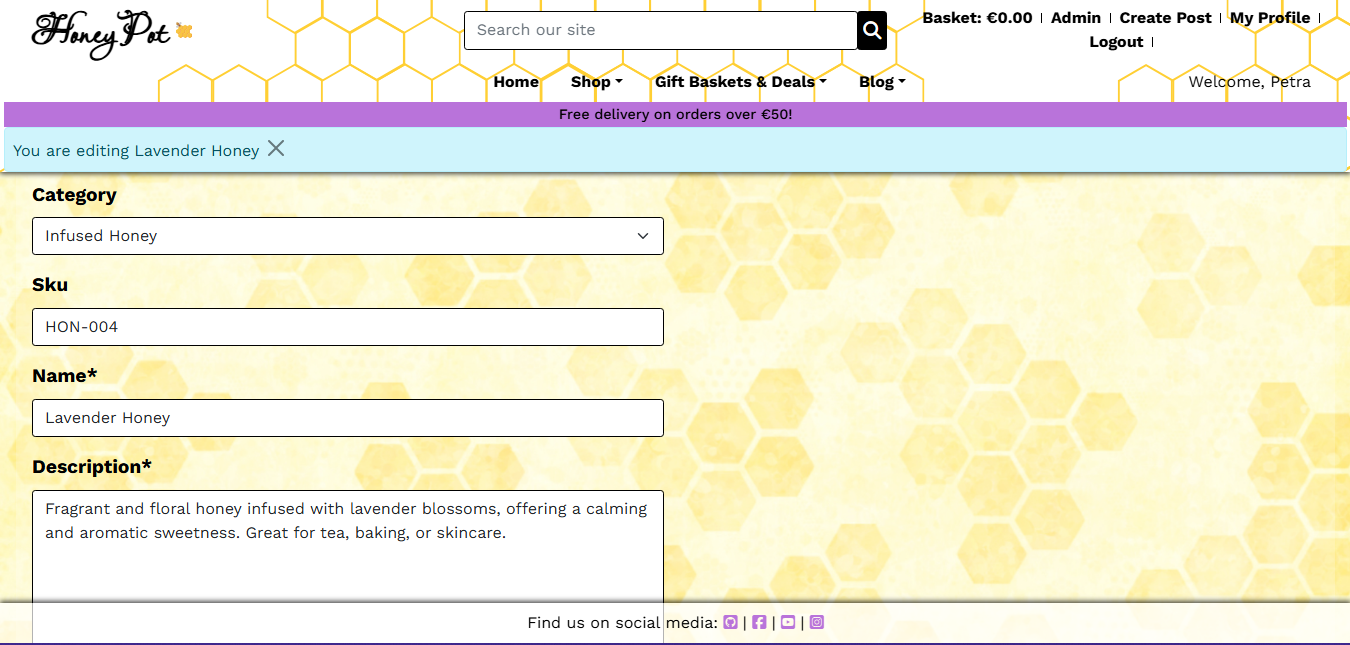 Honey Pot
Search our site
Basket: €0.00 | Admin | Create Post | My Profile |
Logout |
Home Shop Gift Baskets & Deals Blog
Welcome, Petra
Free delivery on orders over €50!
You are editing Lavender Honey
Category
Infused Honey
Sku
HON-004
Name*
Lavender Honey
Description*
Fragrant and floral honey infused with lavender blossoms, offering a calming
and aromatic sweetness. Great for tea, baking, or skincare.
Find us on social media: | | |